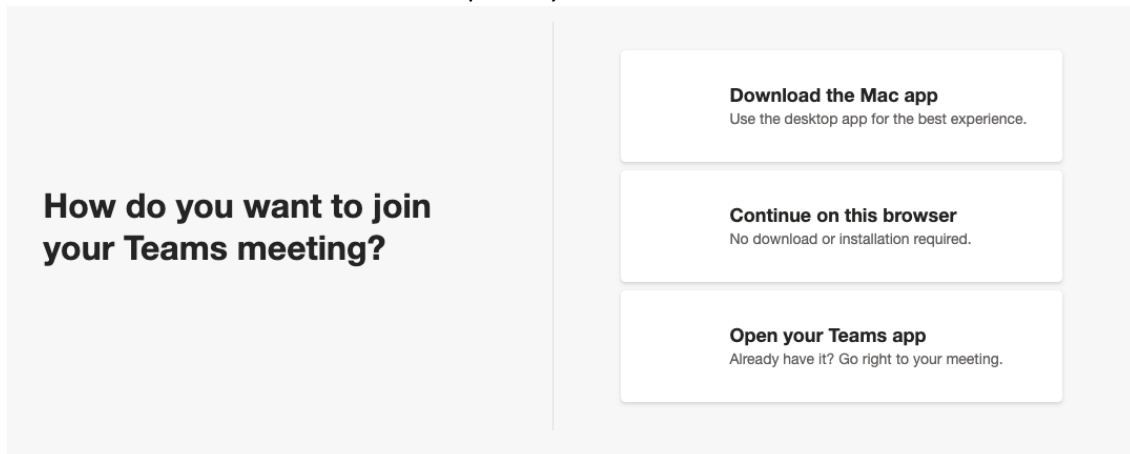 How do you want to join
your Teams meeting?
Download the Mac app
Use the desktop app for the best experience.
Continue on this browser
No download or installation required.
Open your Teams app
Already have it? Go right to your meeting.